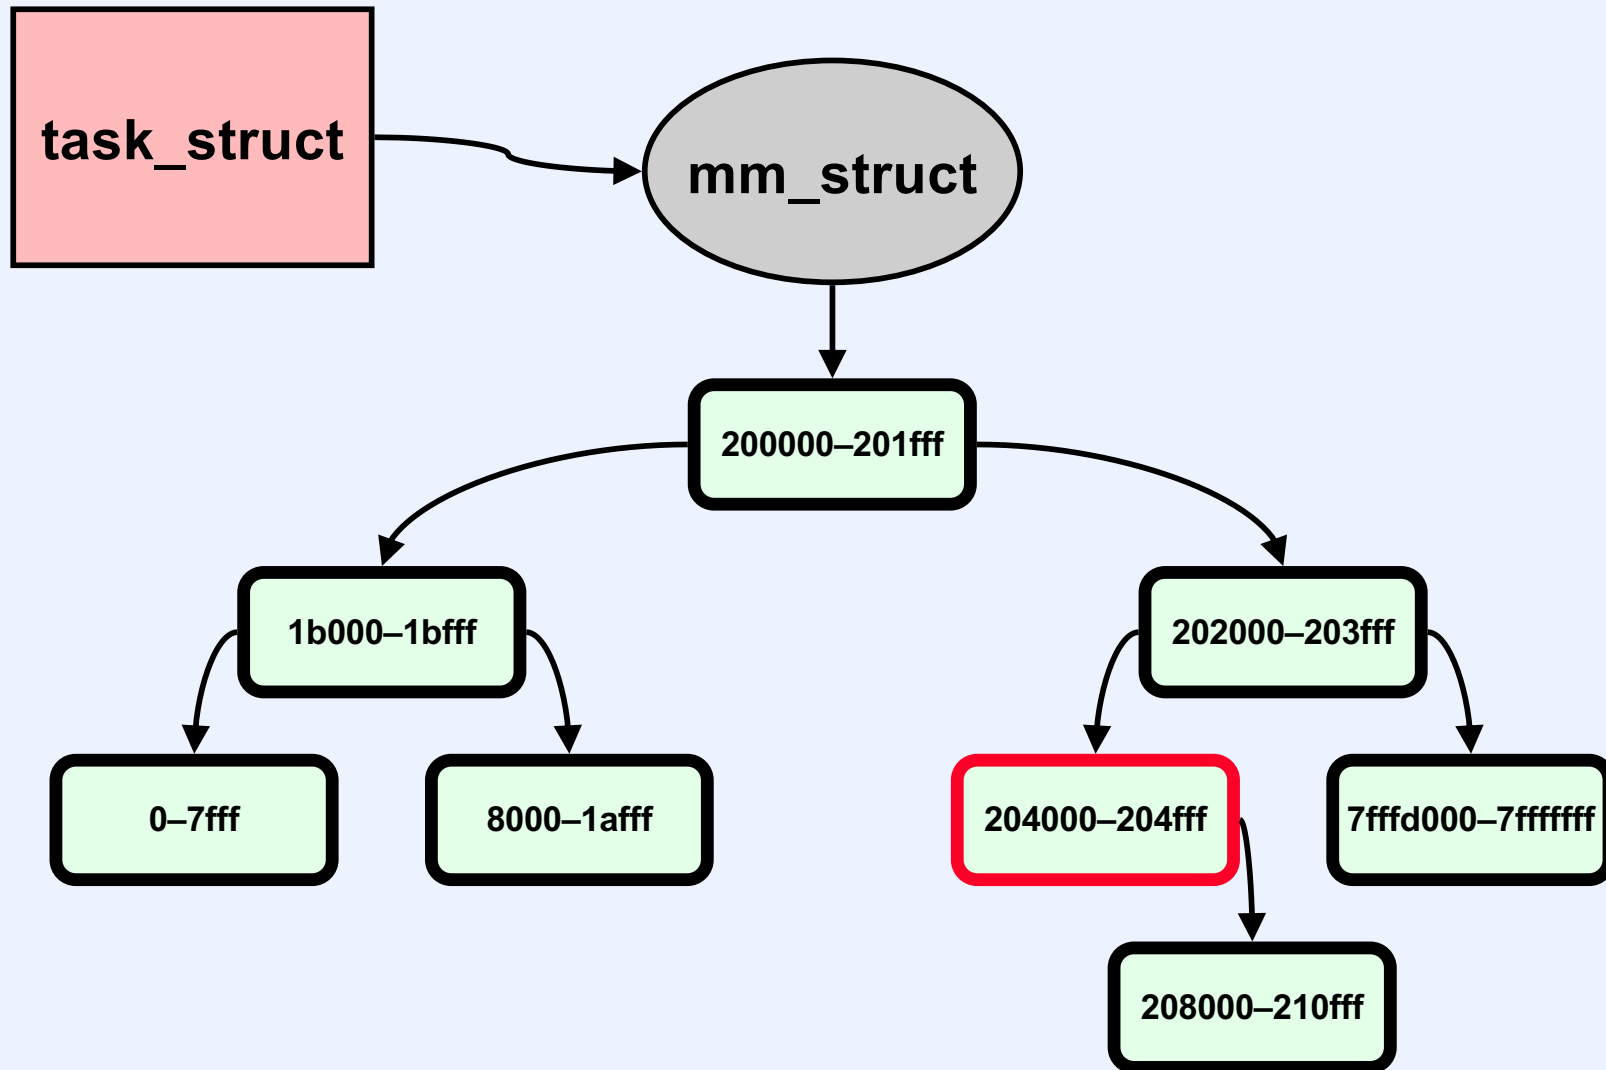 task_struct
mm_struct
200000–201fff
1b000–1bfff
202000–203fff
0–7fff
8000–1afff
204000–204fff
7fffd000–7fffffff
208000–210fff